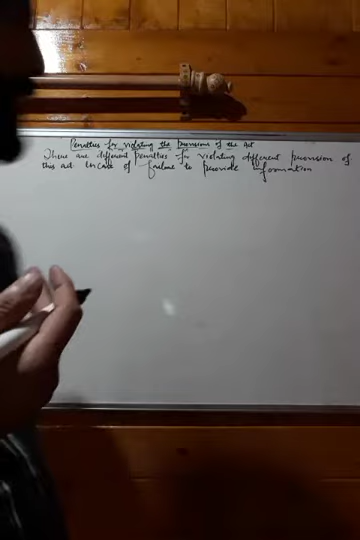 Penalties for violating the provision of the act
There are different penalties for violating different provision of
this act incase of failure to provide information